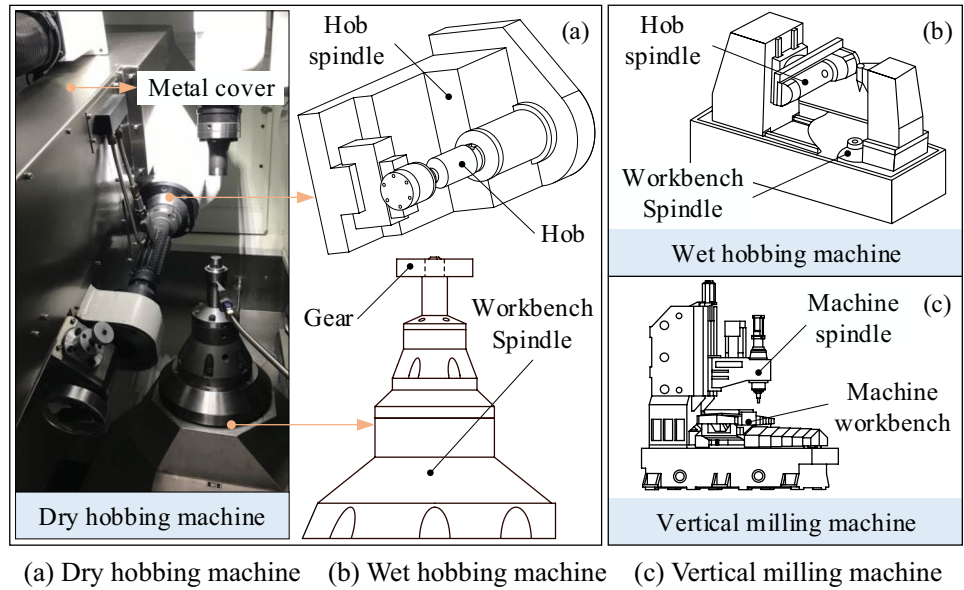 Metal cover
Dry hobbing machine
(a)
Hob
spindle
Hob
Gear
Workbench
Spindle
(b)
Hob
spindle
Workbench
Spindle
Wet hobbing machine
(c)
Machine
spindle
Machine
workbench
Vertical milling machine
(a) Dry hobbing machine (b) Wet hobbing machine (c) Vertical milling machine